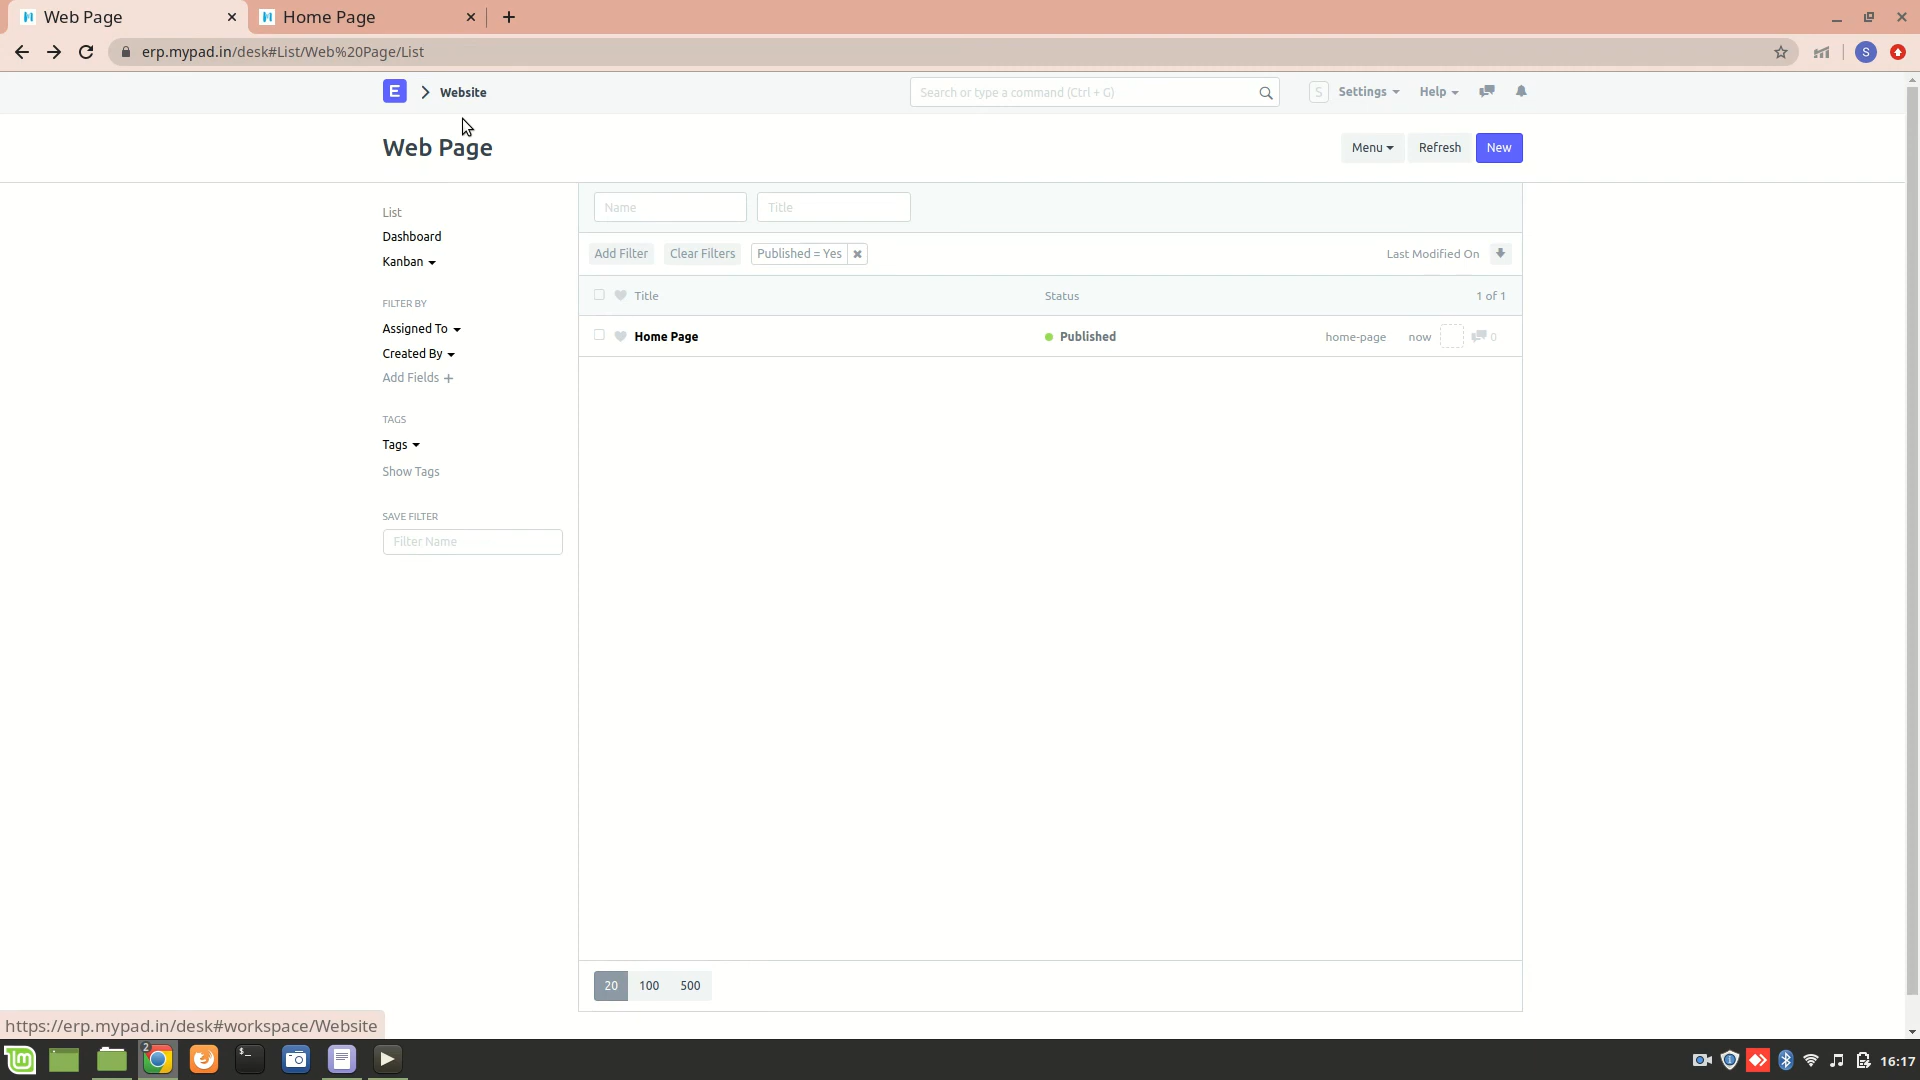 Web Page
Home Page
erp.mypad.in/desk#List/Web%20Page/List
S
E
Website
Search or type a command (Ctrl + G)
S
Settings
Help
Web Page
Menu
Refresh
New
List
Dashboard
Kanban
FILTER BY
Assigned To
Created By
Add Fields +
TAGS
Tags
Show Tags
SAVE FILTER
Filter Name
Name
Title
Add Filter
Clear Filters
Published = Yes
Last Modified On
Title
Status
1 of 1
Home Page
Published
home-page
now
0
20
100
500
https://erp.mypad.in/desk#workspace/Website
2
16:17